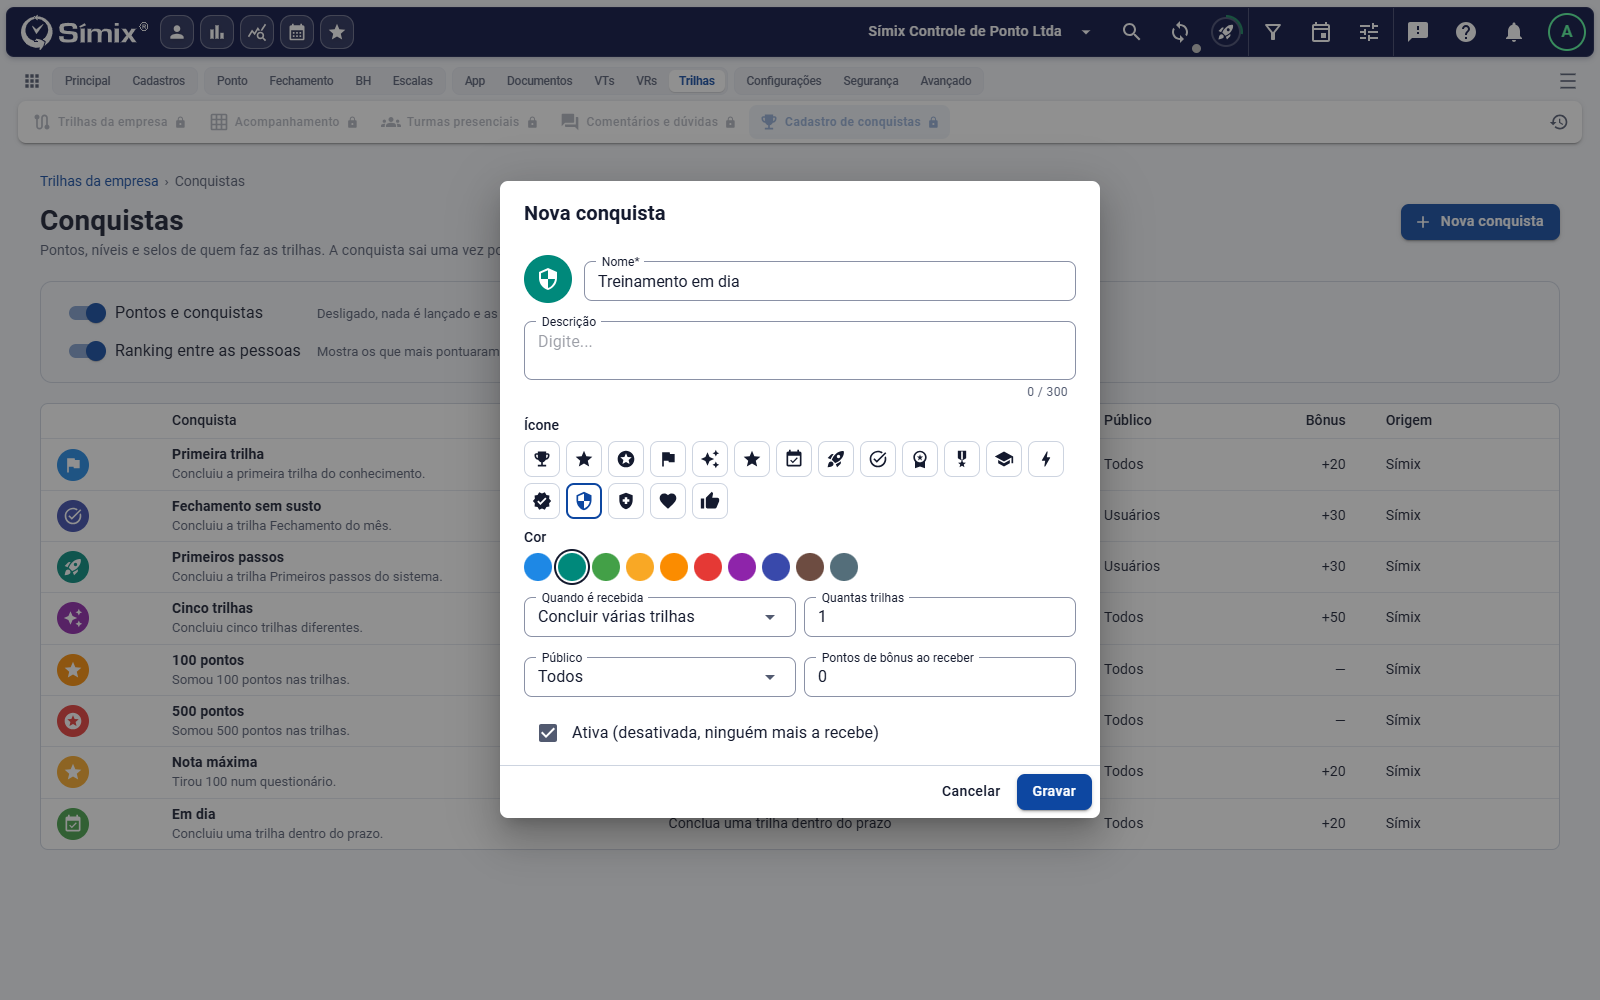 Símix®
Símix Controle de Ponto Ltda
A
Principal
Cadastros
Ponto
Fechamento
BH
Escalas
App
Documentos
VTs
VRs
Trilhas
Configurações
Segurança
Avançado
Trilhas da empresa
Acompanhamento
Turmas presenciais
Comentários e dúvidas
Cadastro de conquistas
Trilhas da empresa › Conquistas
Conquistas
Pontos, níveis e selos de quem faz as trilhas. A conquista sai uma vez
Nova conquista
Pontos e conquistas
Desligado, nada é lançado e as
Ranking entre as pessoas
Mostra os que mais pontuaram
Conquista Público Bônus Origem
Primeira trilha
Concluiu a primeira trilha do conhecimento.
Todos +20 Símix
Fechamento sem susto
Concluiu a trilha Fechamento do mês.
Usuários +30 Símix
Primeiros passos
Concluiu a trilha Primeiros passos do sistema.
Usuários +30 Símix
Cinco trilhas
Concluiu cinco trilhas diferentes.
Todos +50 Símix
100 pontos
Somou 100 pontos nas trilhas.
Todos — Símix
500 pontos
Somou 500 pontos nas trilhas.
Todos — Símix
Nota máxima
Tirou 100 num questionário.
Todos +20 Símix
Em dia
Concluiu uma trilha dentro do prazo.
Conclua uma trilha dentro do prazo
Todos +20 Símix
Nova conquista
Nome*
Treinamento em dia
Descrição
Digite...
0 / 300
Ícone
Cor
Quando é recebida
Concluir várias trilhas
Quantas trilhas
1
Público
Todos
Pontos de bônus ao receber
0
Ativa (desativada, ninguém mais a recebe)
Cancelar
Gravar